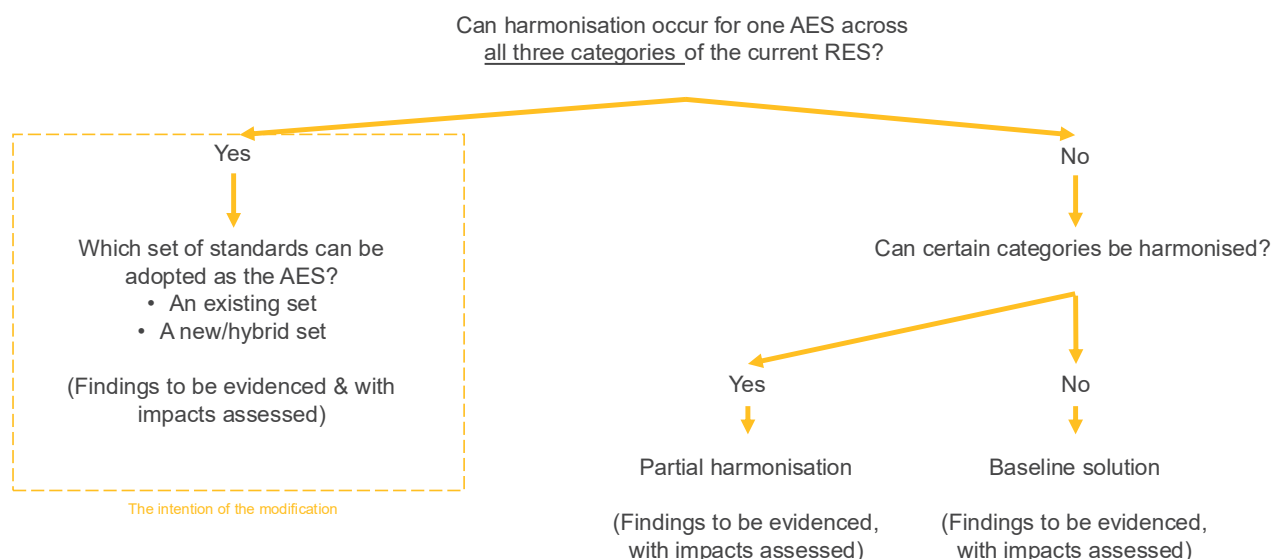 Can harmonisation occur for one AES across
all three categories of the current RES?
Yes
Which set of standards can be
adopted as the AES?
• An existing set
• A new/hybrid set
(Findings to be evidenced & with
impacts assessed)
The intention of the modification
No
Can certain categories be harmonised?
Yes
Partial harmonisation
(Findings to be evidenced,
with impacts assessed)
No
Baseline solution
(Findings to be evidenced,
with impacts assessed)